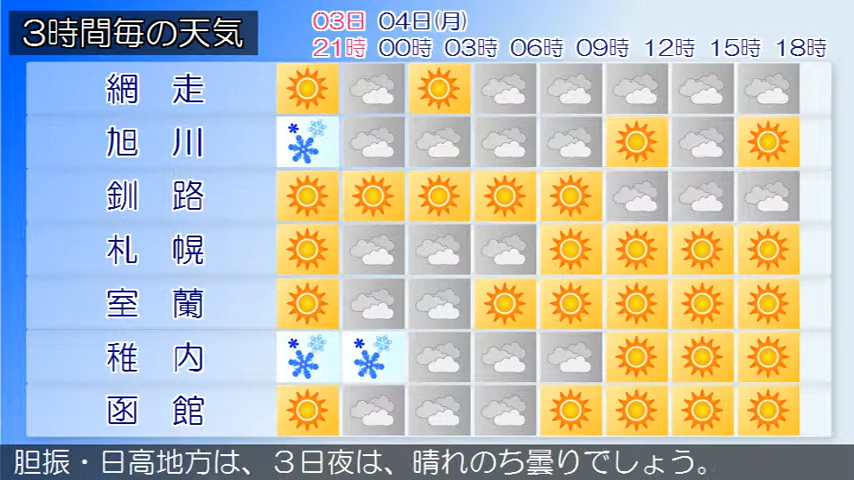 3時間毎の天気
03日 04日(月)
21時 00時 03時 06時 09時 12時 15時 18時
網 走
旭 川
釧 路
札 幌
室 蘭
稚 内
函 館
胆振・日高地方は、３日夜は、晴れのち曇りでしょう。